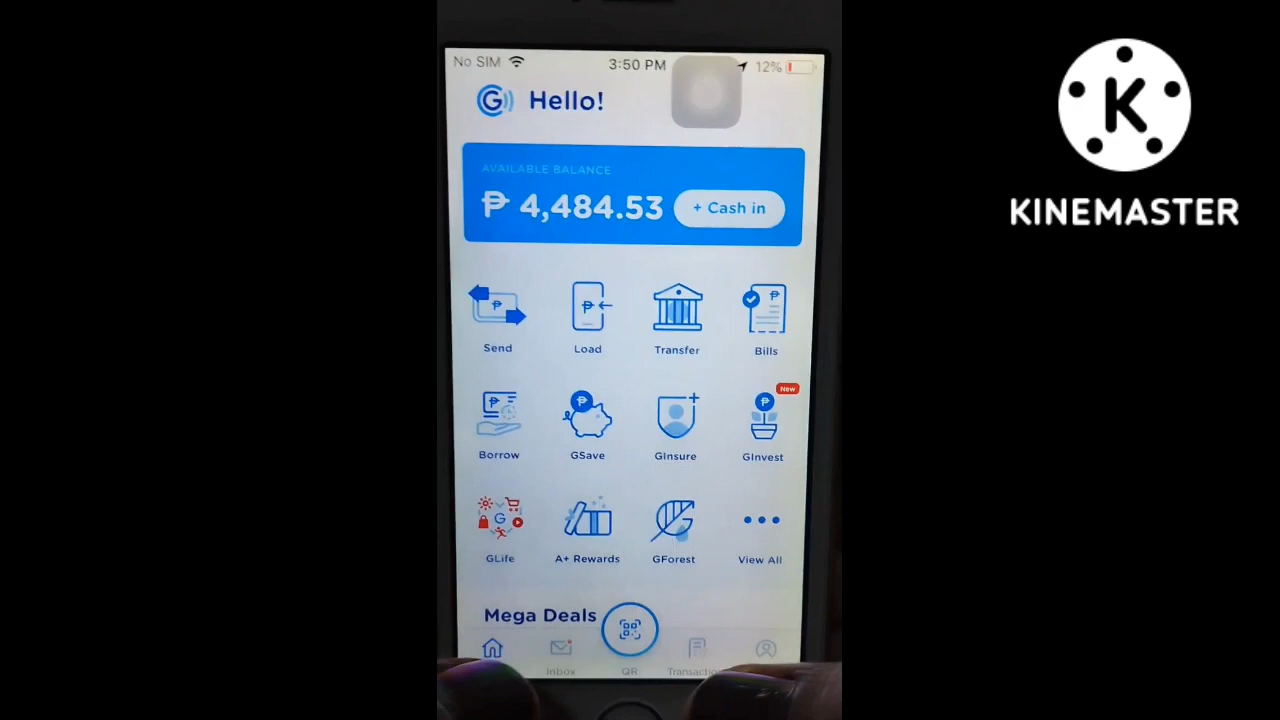 No SIM 3:50 PM 12%
Hello!
AVAILABLE BALANCE
₱ 4,484.53 + Cash in
Send Load Transfer Bills
New
Borrow GSave GInsure GInvest
GLife A+ Rewards GForest View All
Mega Deals
Inbox QR
K
KINEMASTER